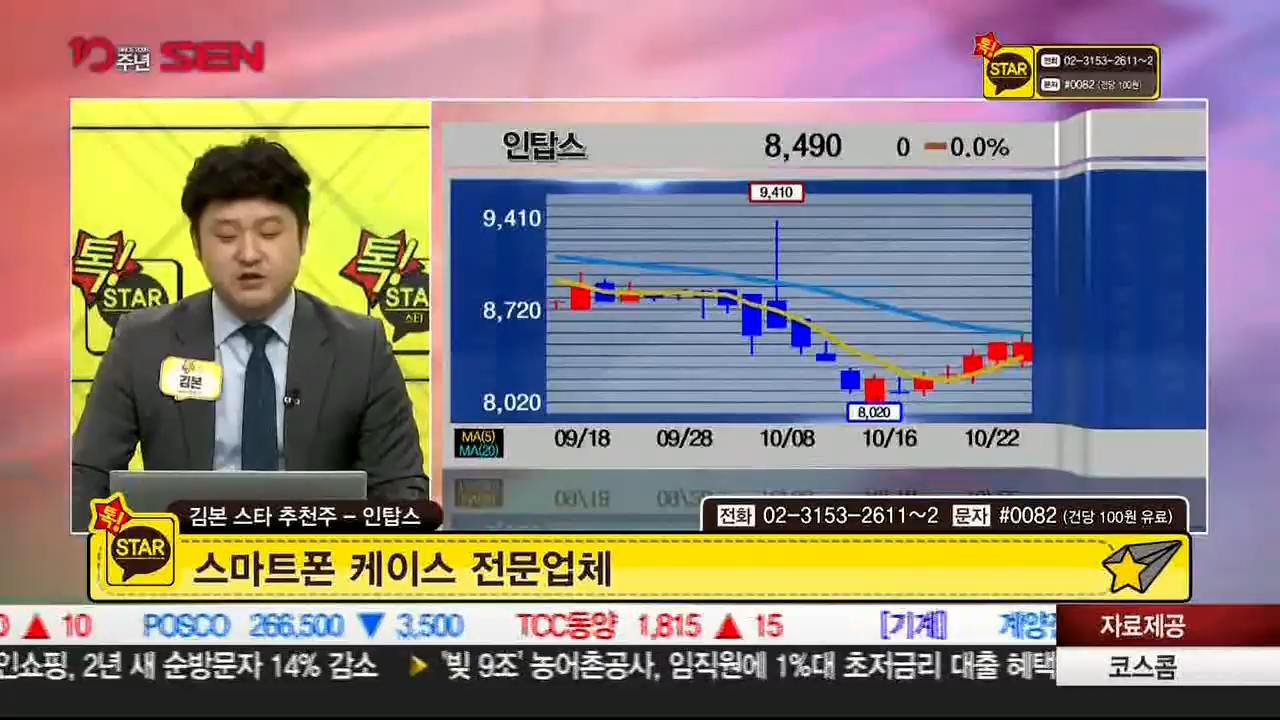 10주년 SEN
톡! STAR
전화 02-3153-2611~2
문자 #0082 (건당 100원)
톡! STAR
톡! STAR 스타
김본
인탑스 8,490 0 0.0%
9,410
9,410
8,720
8,020
8,020
MA(5)
MA(20)
09/18 09/28 10/08 10/16 10/22
김본 스타 추천주 - 인탑스
전화 02-3153-2611~2 문자 #0082 (건당 100원 유료)
톡! STAR
스마트폰 케이스 전문업체
0 ▲ 10 POSCO 266,500 ▼ 3,500 TCC동양 1,815 ▲ 15 [기계] 계양 자료제공
인쇼핑, 2년 새 순방문자 14% 감소 '빚 9조' 농어촌공사, 임직원에 1%대 초저금리 대출 혜택 코스콤